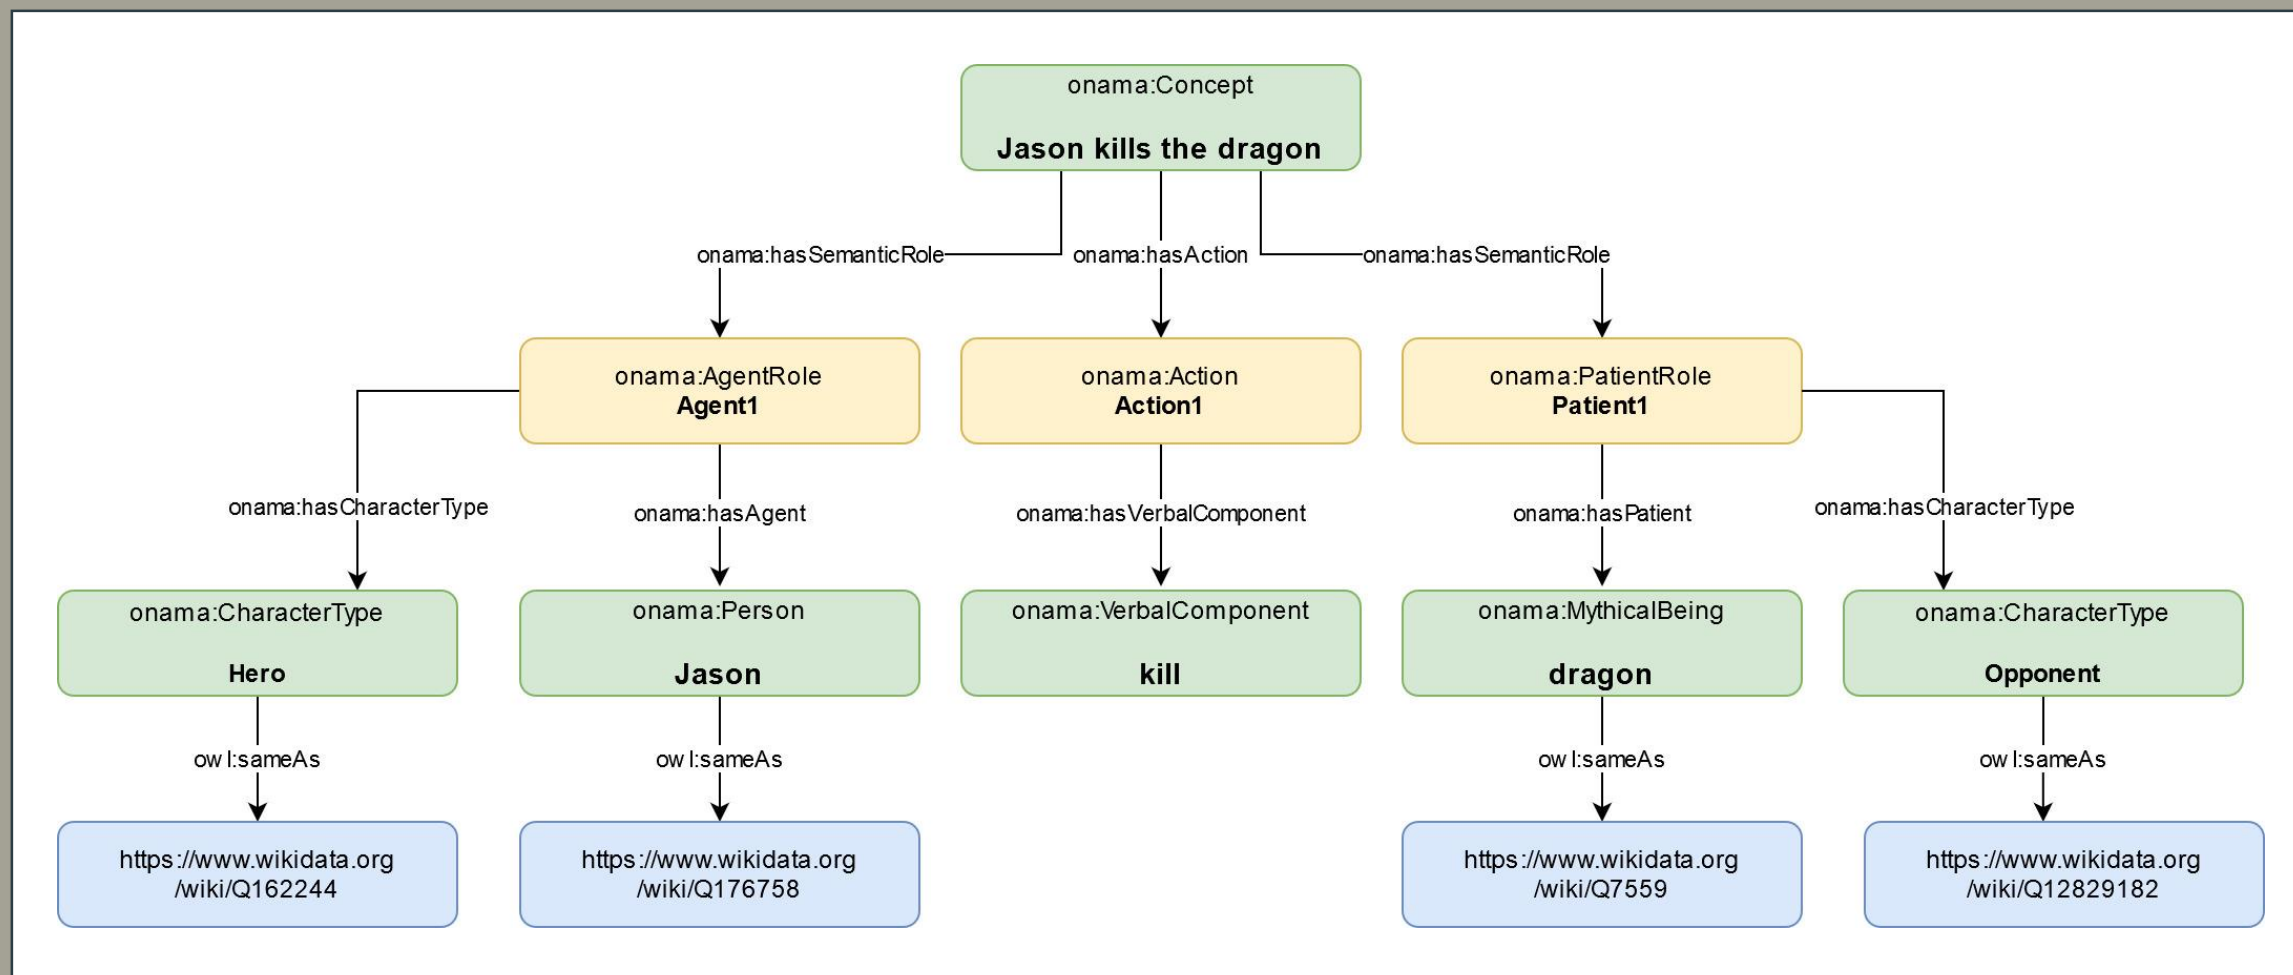 onama:Concept
Jason kills the dragon
onama:hasSemanticRole
onama:hasAction
onama:hasSemanticRole
onama:AgentRole
Agent1
onama:Action
Action1
onama:PatientRole
Patient1
onama:hasCharacterType
onama:hasAgent
onama:hasVerbalComponent
onama:hasPatient
onama:hasCharacterType
onama:CharacterType
Hero
onama:Person
Jason
onama:VerbalComponent
kill
onama:MythicalBeing
dragon
onama:CharacterType
Opponent
owl:sameAs
owl:sameAs
owl:sameAs
owl:sameAs
https://www.wikidata.org
/wiki/Q162244
https://www.wikidata.org
/wiki/Q176758
https://www.wikidata.org
/wiki/Q7559
https://www.wikidata.org
/wiki/Q12829182